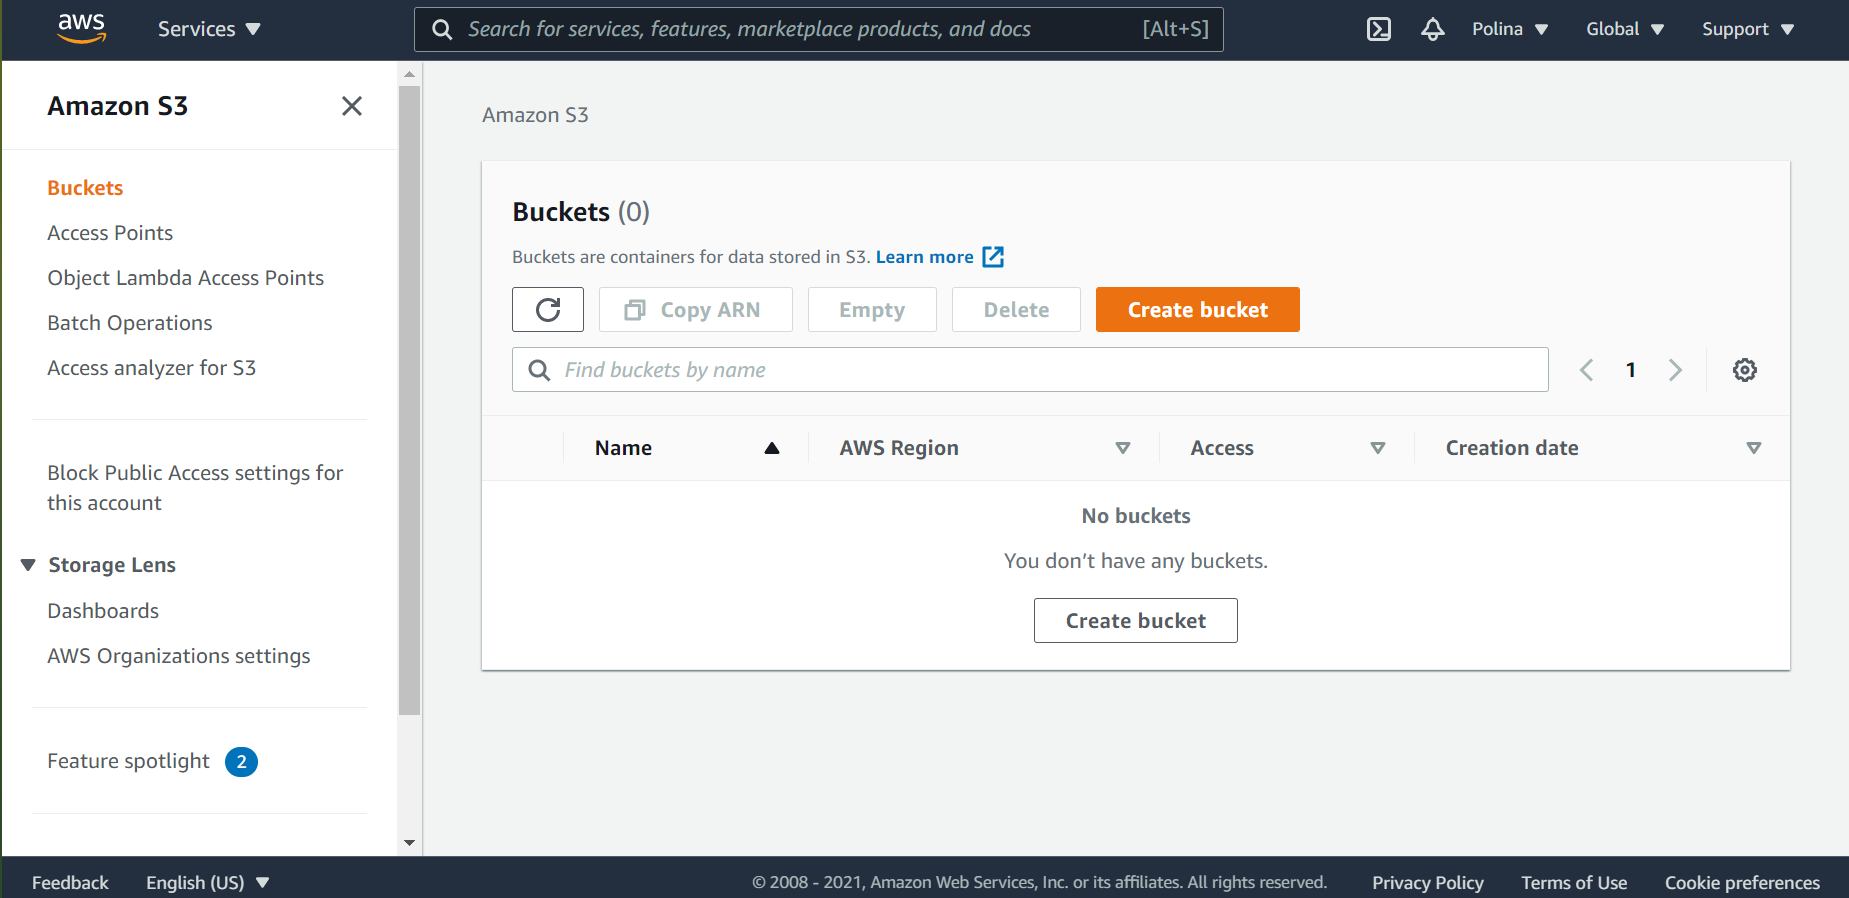 aws
Services
Search for services, features, marketplace products, and docs
[Alt+S]
Polina
Global
Support
Amazon S3
Buckets
Access Points
Object Lambda Access Points
Batch Operations
Access analyzer for S3
Block Public Access settings for
this account
Storage Lens
Dashboards
AWS Organizations settings
Feature spotlight 2
Amazon S3
Buckets (0)
Buckets are containers for data stored in S3. Learn more
Copy ARN
Empty
Delete
Create bucket
Find buckets by name
1
Name
AWS Region
Access
Creation date
No buckets
You don't have any buckets.
Create bucket
Feedback
English (US)
© 2008 - 2021, Amazon Web Services, Inc. or its affiliates. All rights reserved.
Privacy Policy
Terms of Use
Cookie preferences